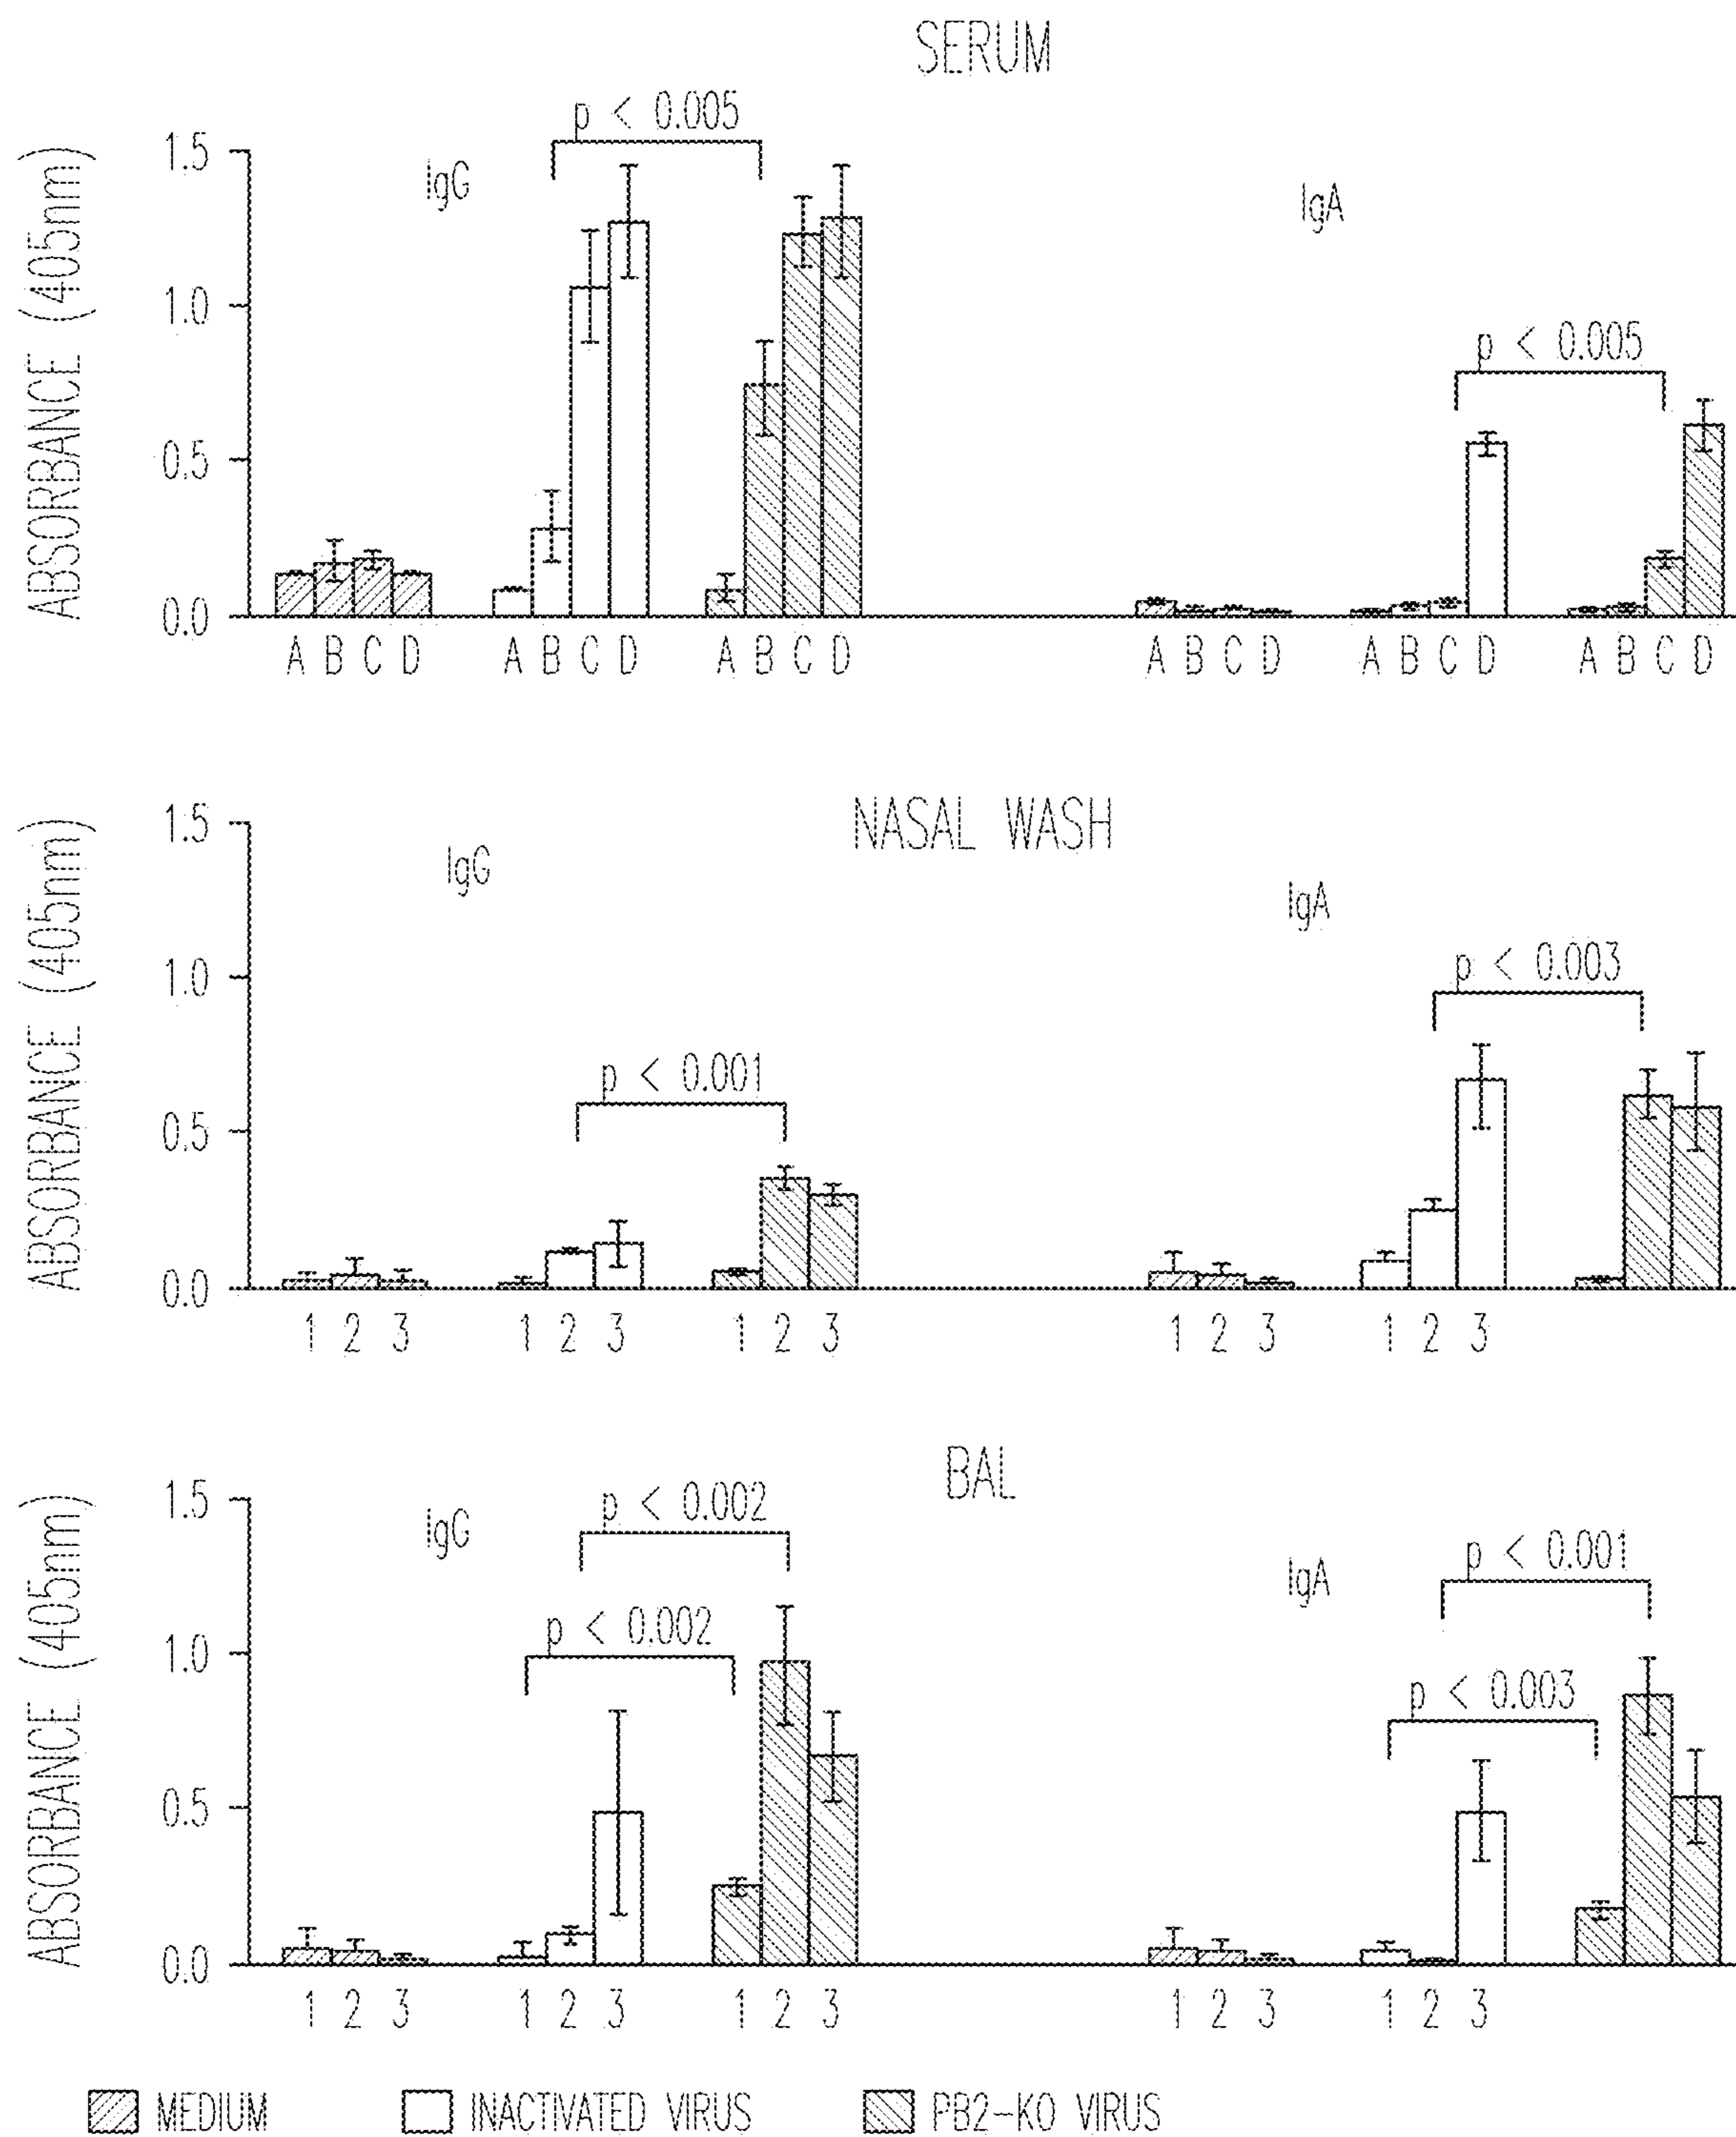 SERUM
p < 0.005
IgG
IgA
p < 0.005
ABSORBANCE (405nm)
1.5
1.0
0.5
0.0
A B C D A B C D A B C D A B C D A B C D A B C D
NASAL WASH
IgG
IgA
p < 0.003
p < 0.001
ABSORBANCE (405nm)
1.5
1.0
0.5
0.0
1 2 3 1 2 3 1 2 3 1 2 3 1 2 3
BAL
p < 0.002
IgG
p < 0.001
IgA
p < 0.002
p < 0.003
ABSORBANCE (405nm)
1.5
1.0
0.5
0.0
1 2 3 1 2 3 1 2 3 1 2 3 1 2 3
MEDIUM INACTIVATED VIRUS PB2-KO VIRUS